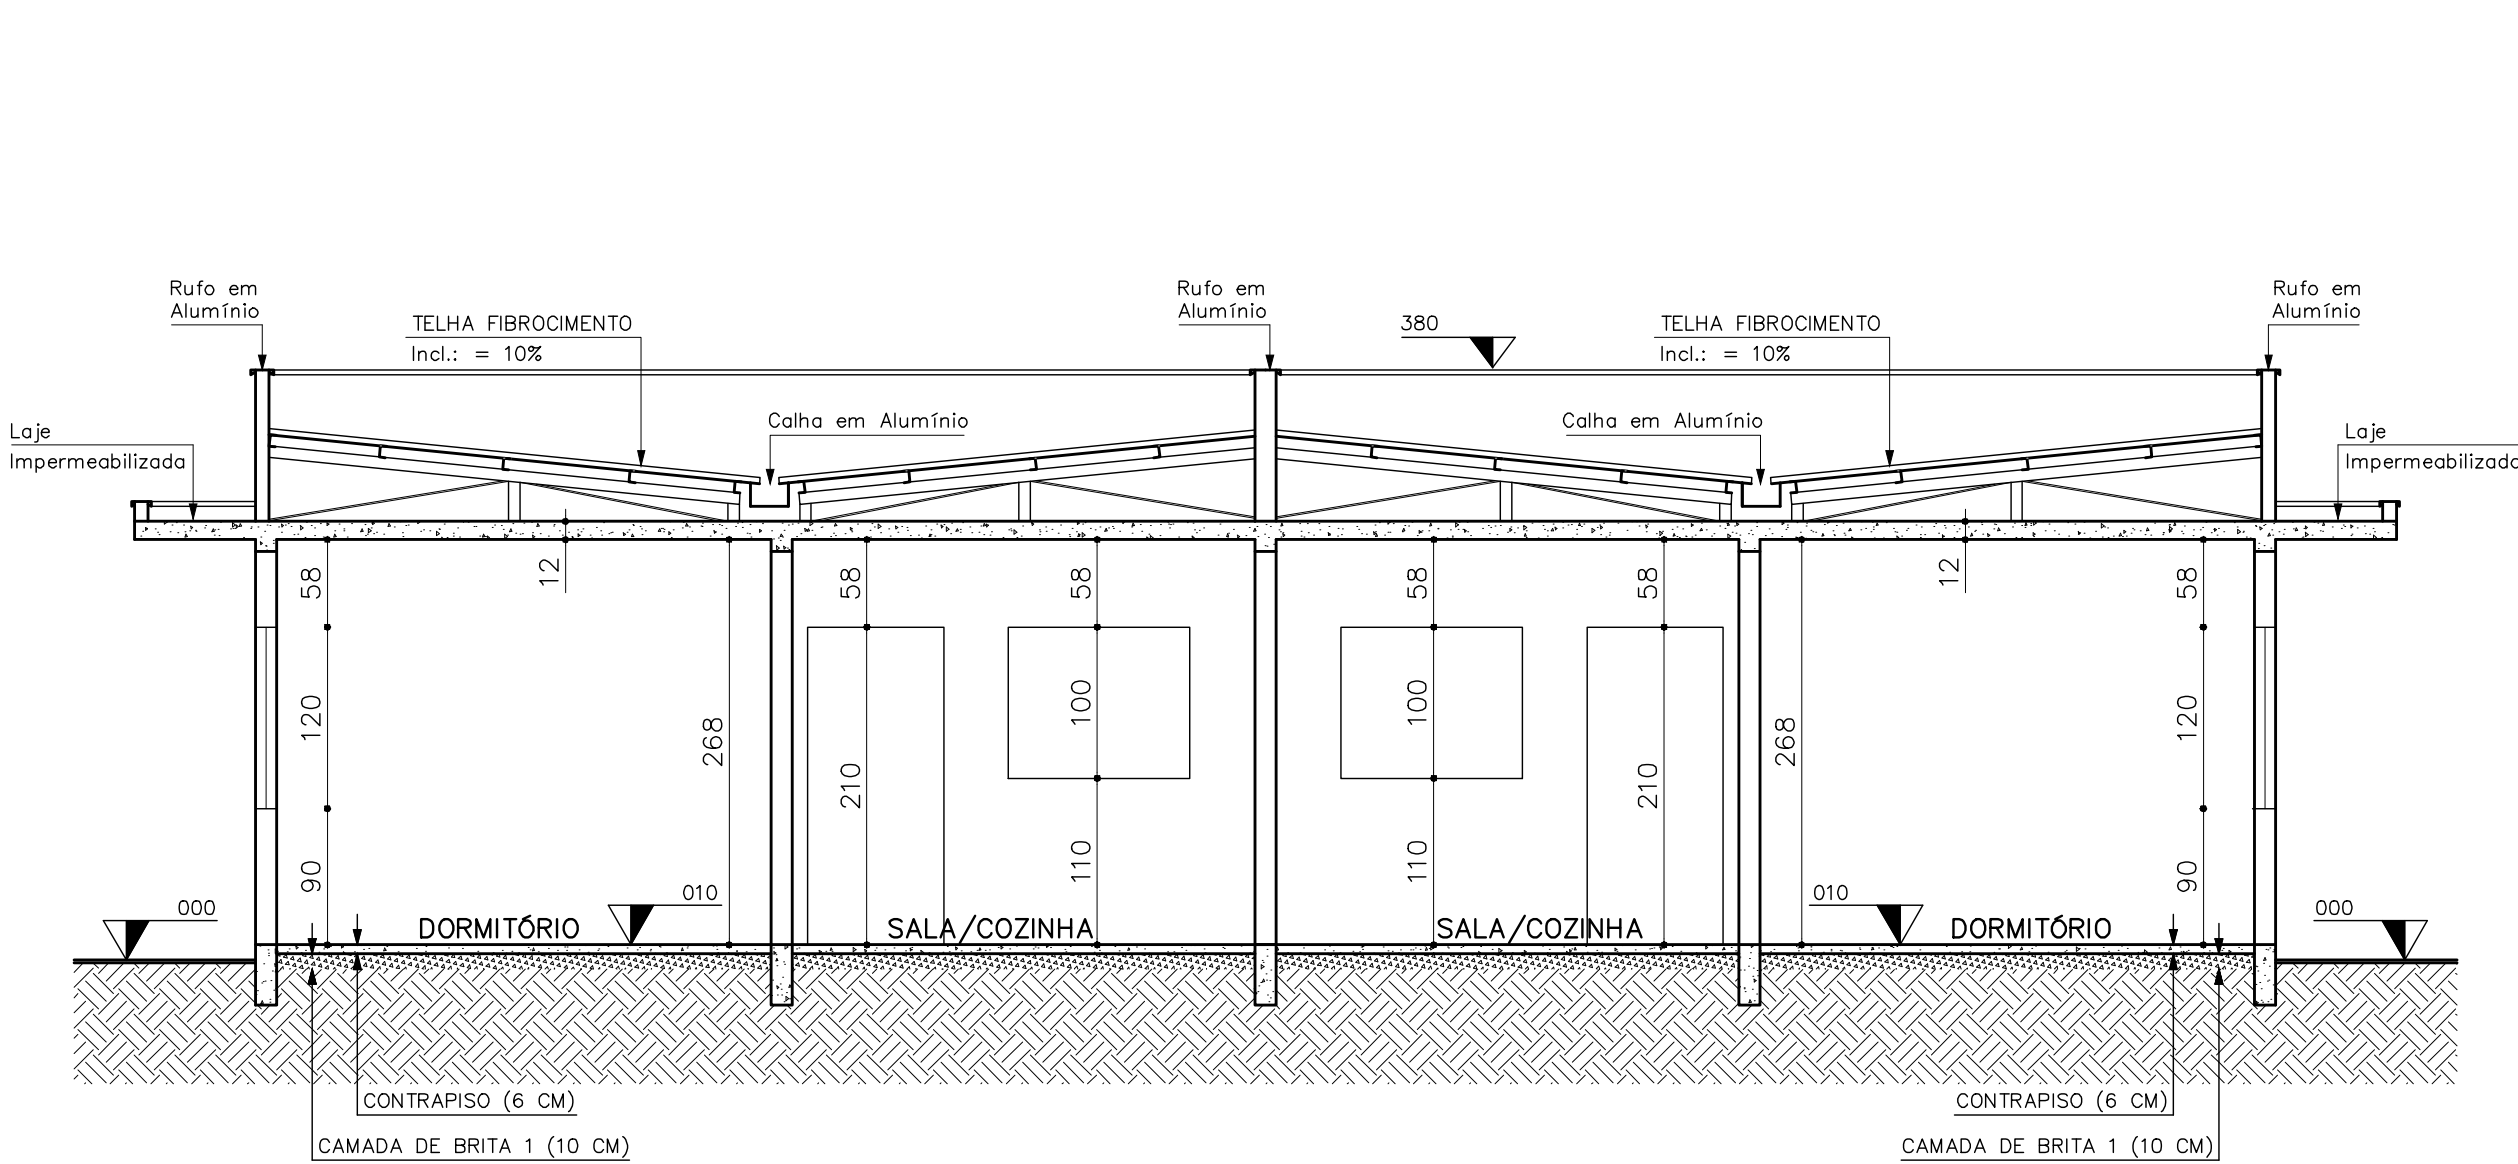 Rufo em
Alumínio
Rufo em
Alumínio
Rufo em
Alumínio
TELHA FIBROCIMENTO
Incl.: = 10%
380
TELHA FIBROCIMENTO
Incl.: = 10%
Laje
Impermeabilizada
Calha em Alumínio
Calha em Alumínio
Laje
Impermeabilizada
58
12
58
58
58
58
12
58
120
268
210
100
100
210
268
120
90
110
110
90
000
010
010
000
DORMITÓRIO
SALA/COZINHA
SALA/COZINHA
DORMITÓRIO
CONTRAPISO (6 CM)
CONTRAPISO (6 CM)
CAMADA DE BRITA 1 (10 CM)
CAMADA DE BRITA 1 (10 CM)